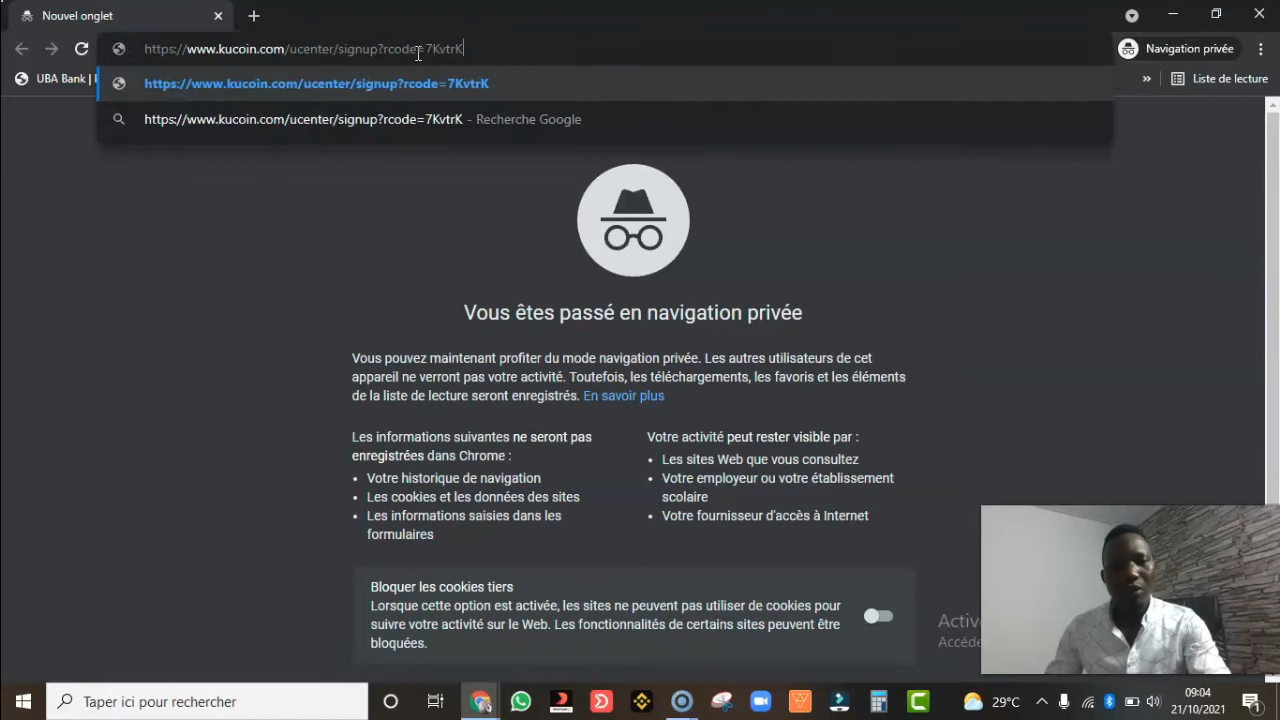 Nouvel onglet
https://www.kucoin.com/ucenter/signup?rcode=7KvtrK
Navigation privée
UBA Bank |
»
Liste de lecture
https://www.kucoin.com/ucenter/signup?rcode=7KvtrK
https://www.kucoin.com/ucenter/signup?rcode=7KvtrK - Recherche Google
Vous êtes passé en navigation privée
Vous pouvez maintenant profiter du mode navigation privée. Les autres utilisateurs de cet
appareil ne verront pas votre activité. Toutefois, les téléchargements, les favoris et les éléments
de la liste de lecture seront enregistrés. En savoir plus
Les informations suivantes ne seront pas
enregistrées dans Chrome :
• Votre historique de navigation
• Les cookies et les données des sites
• Les informations saisies dans les
formulaires
Votre activité peut rester visible par :
• Les sites Web que vous consultez
• Votre employeur ou votre établissement
scolaire
• Votre fournisseur d'accès à Internet
Bloquer les cookies tiers
Lorsque cette option est activée, les sites ne peuvent pas utiliser de cookies pour
suivre votre activité sur le Web. Les fonctionnalités de certains sites peuvent être
bloquées.
Activ
Accéde
Taper ici pour rechercher
29°C
09:04
21/10/2021